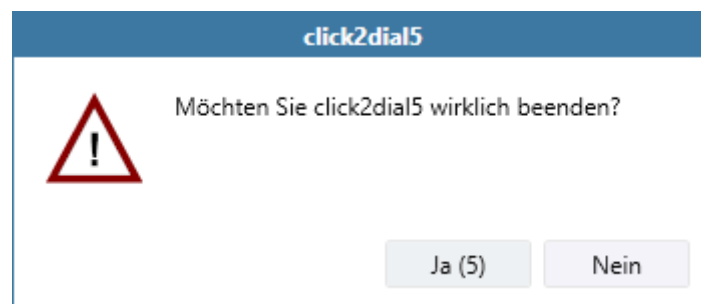 click2dial5
Möchten Sie click2dial5 wirklich beenden?
!
Ja (5)
Nein